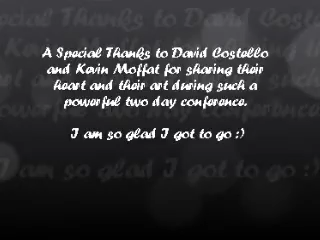 A Special Thanks to David Costello
and Kevin Moffat for sharing their
heart and their art during such a
powerful two day conference.
I am so glad I got to go :)